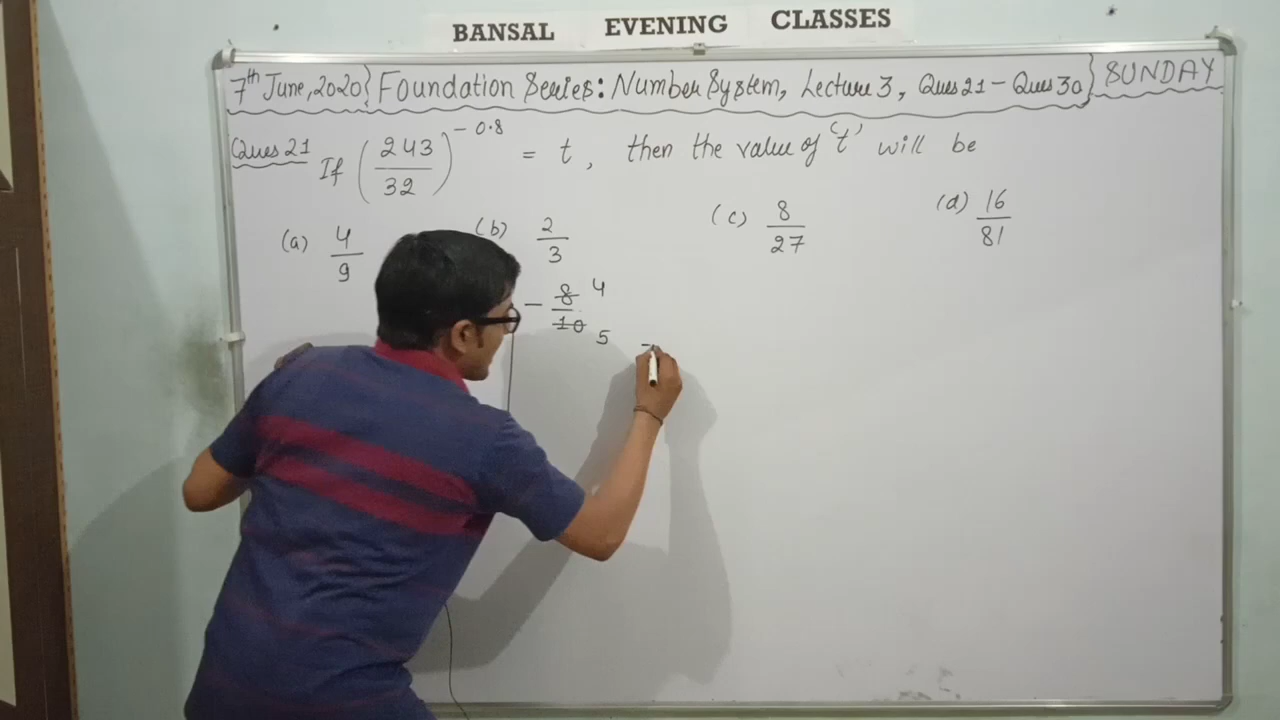 BANSAL EVENING CLASSES
7th June, 2020} Foundation Series: Number System, Lecture 3, Ques 21 - Ques 30} SUNDAY
Ques 21 If (243/32)^-0.8 = t, then the value of 't' will be
(a) 4/9 (b) 2/3 (c) 8/27 (d) 16/81
- 8/10 4
5